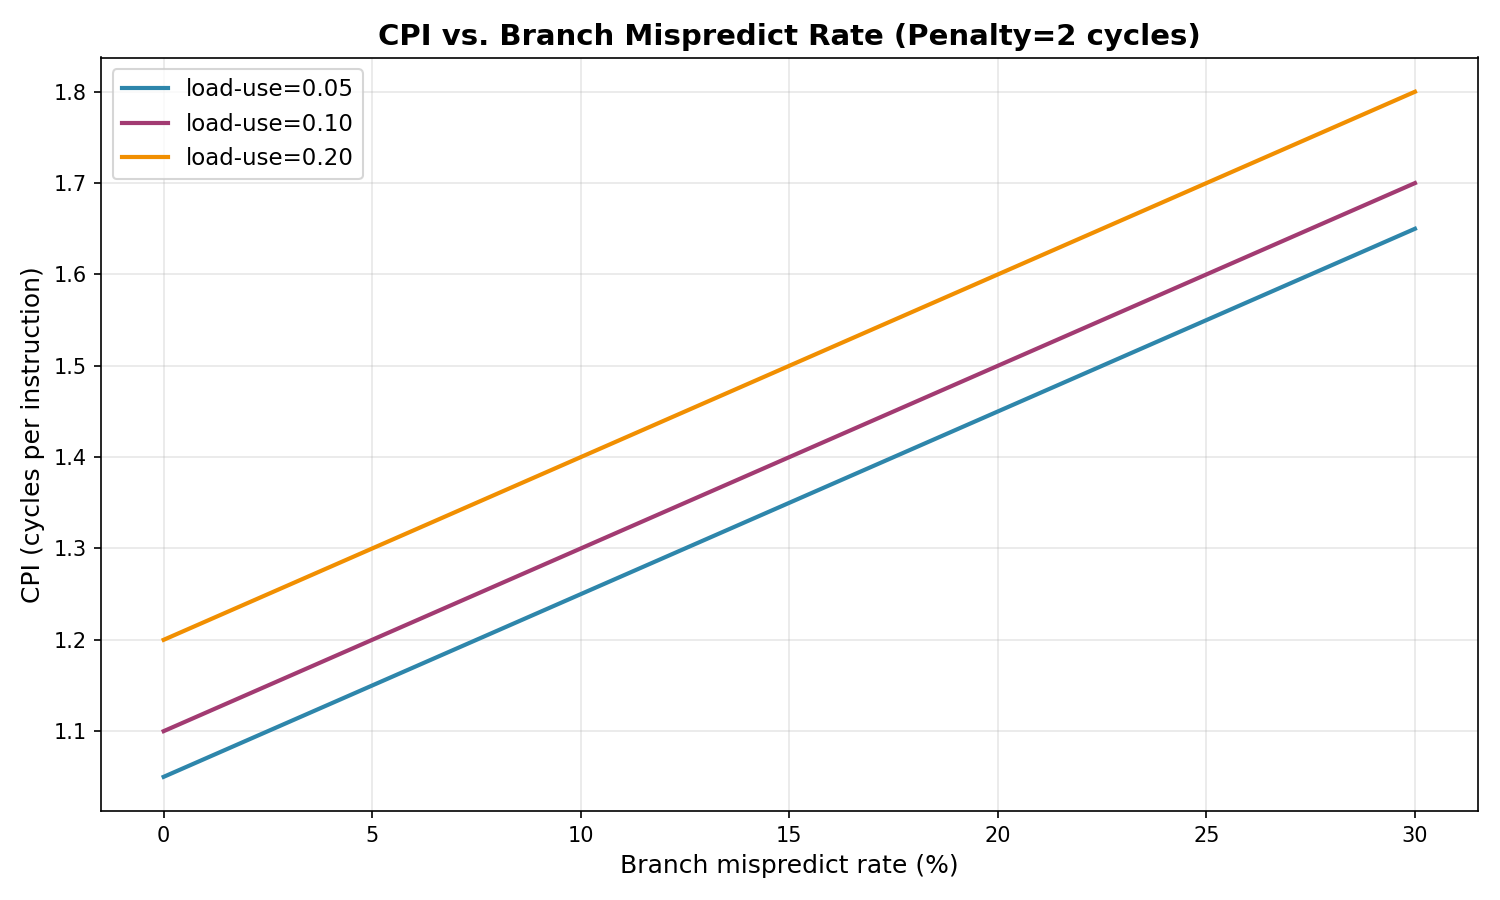 CPI vs. Branch Mispredict Rate (Penalty=2 cycles)
load-use=0.05
load-use=0.10
load-use=0.20
CPI (cycles per instruction)
1.8
1.7
1.6
1.5
1.4
1.3
1.2
1.1
0 5 10 15 20 25 30
Branch mispredict rate (%)